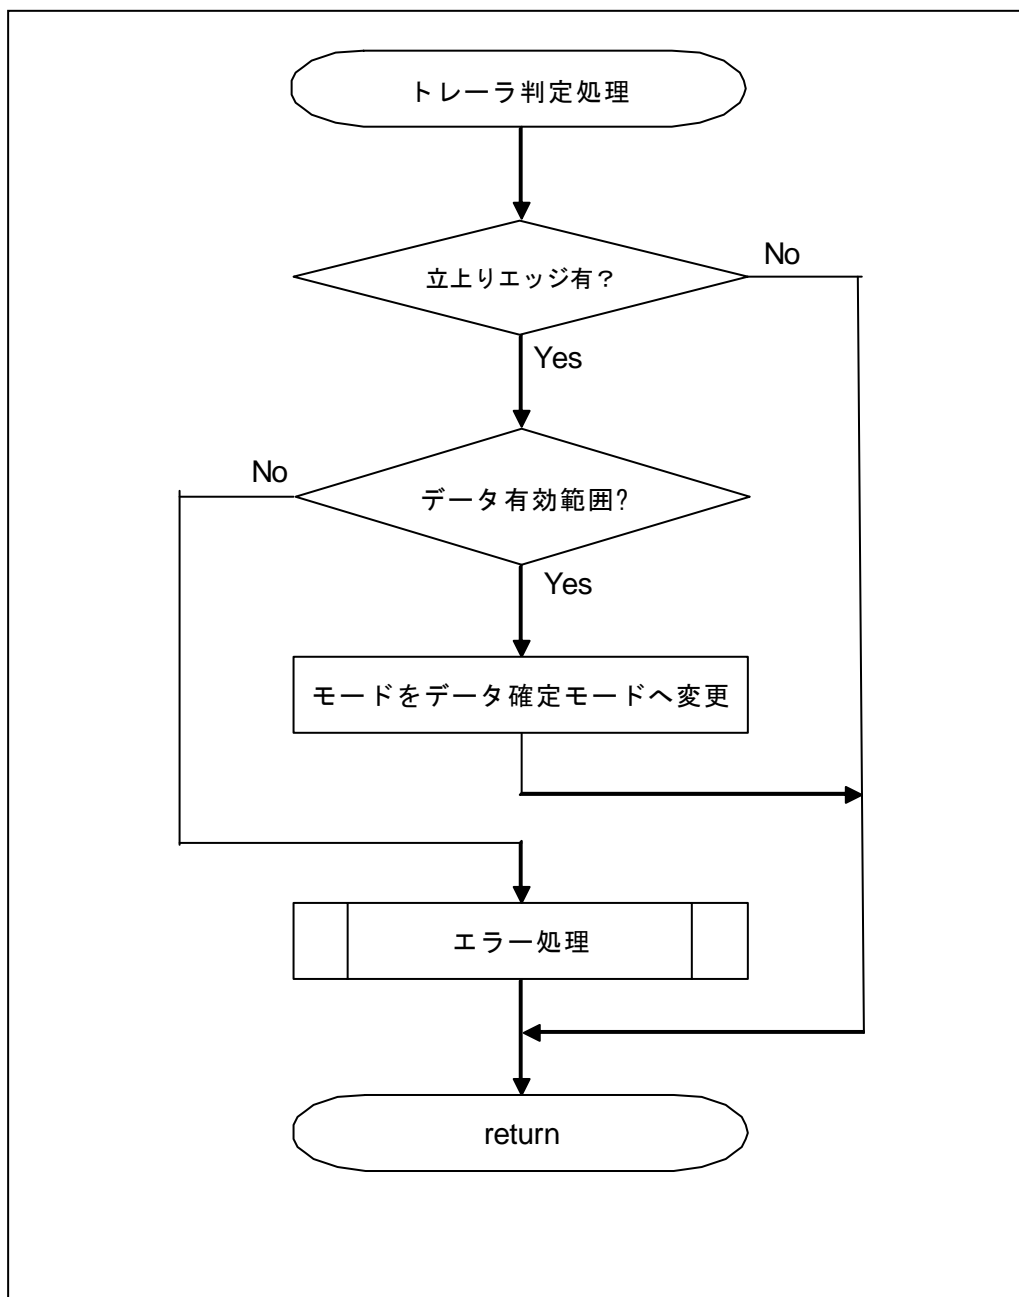 トレーラ判定処理
立上りエッジ有？
No
Yes
データ有効範囲?
No
Yes
モードをデータ確定モードへ変更
エラー処理
return